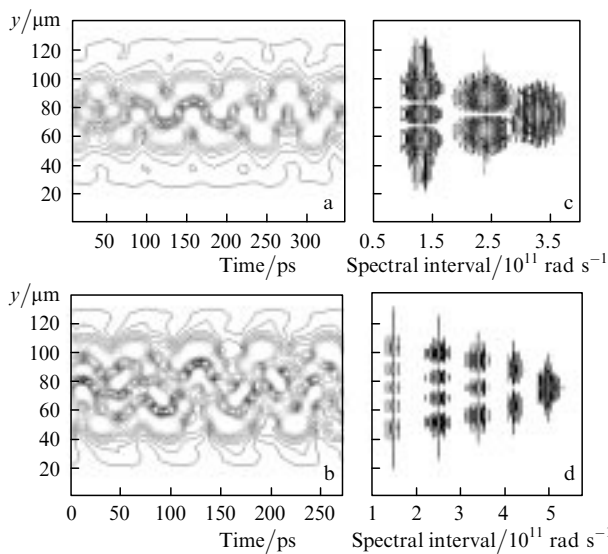 y/μm
120
100
80
60
40
20
a
50 100 150 200 250 300
Time/ps
c
0.5 1.5 2.5 3.5
Spectral interval/10¹¹ rad s⁻¹
y/μm
120
100
80
60
40
20
b
0 50 100 150 200 250
Time/ps
d
1 2 3 4 5
Spectral interval/10¹¹ rad s⁻¹